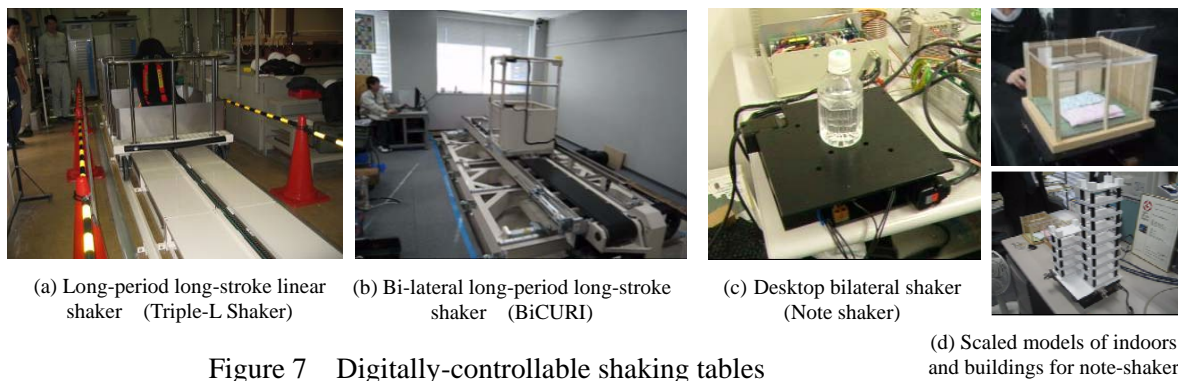 (a) Long-period long-stroke linear
shaker (Triple-L Shaker)
(b) Bi-lateral long-period long-stroke
shaker (BiCURI)
(c) Desktop bilateral shaker
(Note shaker)
(d) Scaled models of indoors
and buildings for note-shaker
Figure 7 Digitally-controllable shaking tables